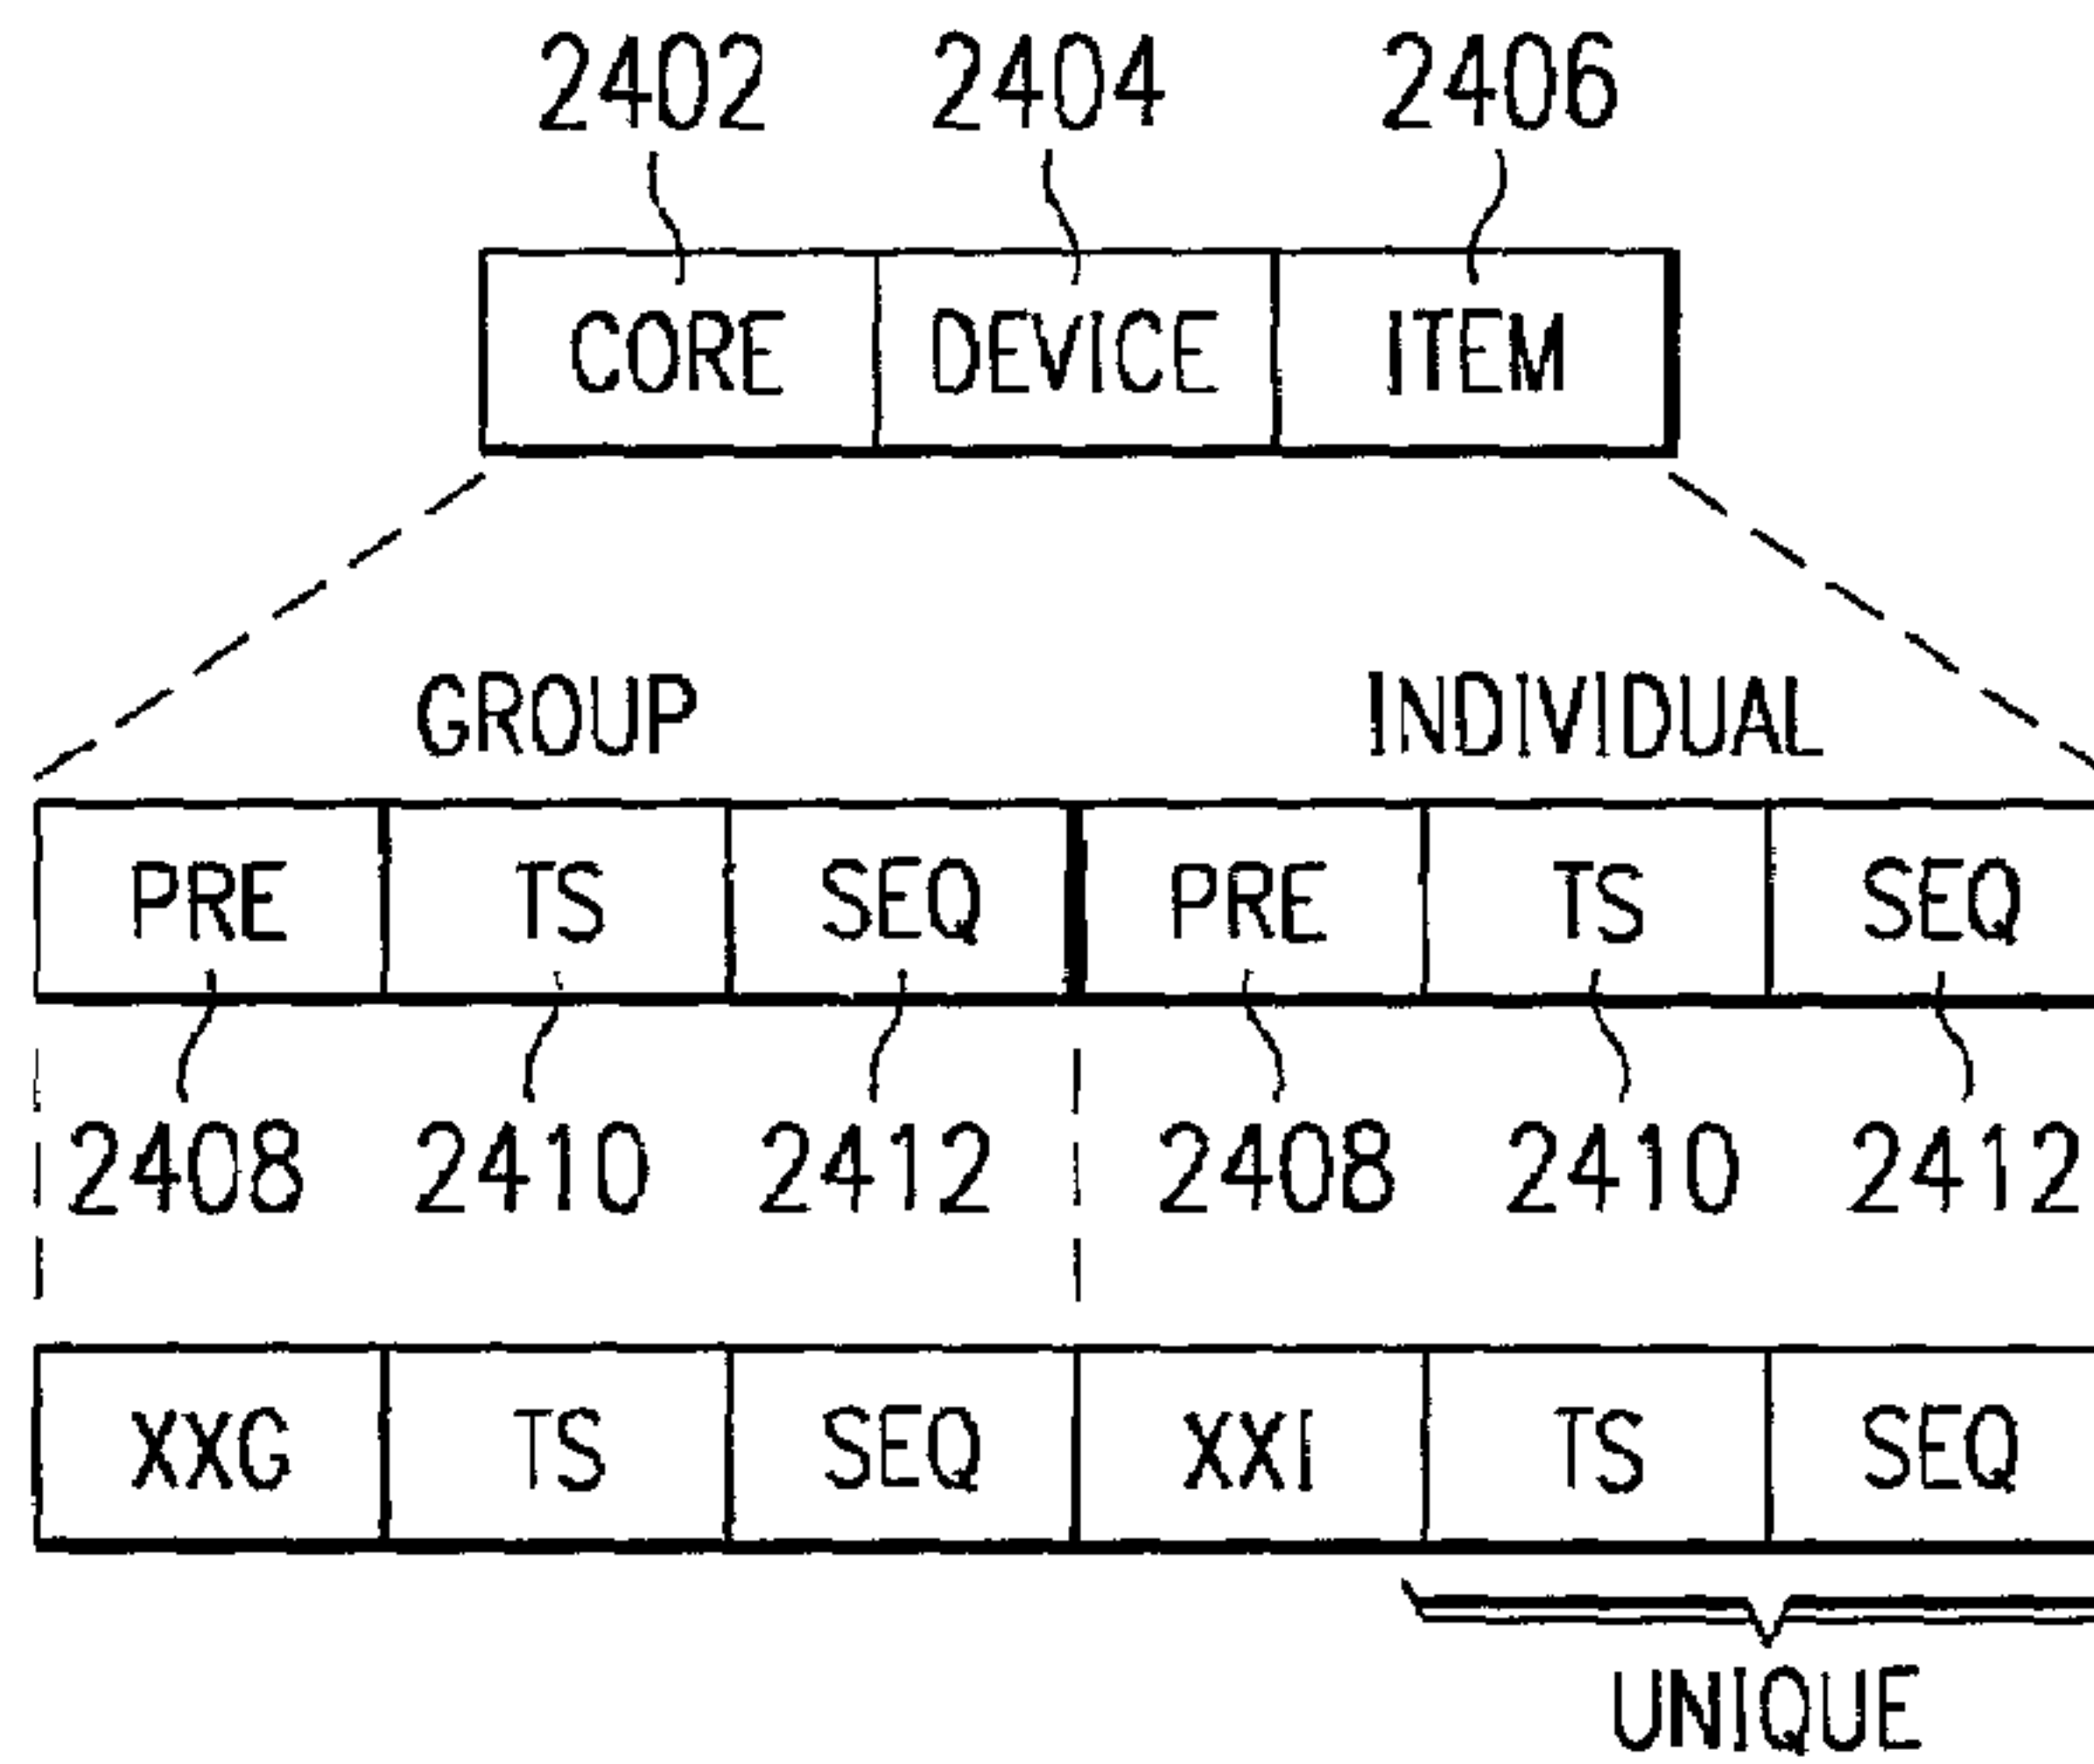 2402 2404 2406
CORE DEVICE ITEM
GROUP INDIVIDUAL
PRE TS SEQ PRE TS SEQ
2408 2410 2412 2408 2410 2412
XXG TS SEQ XXI TS SEQ
UNIQUE